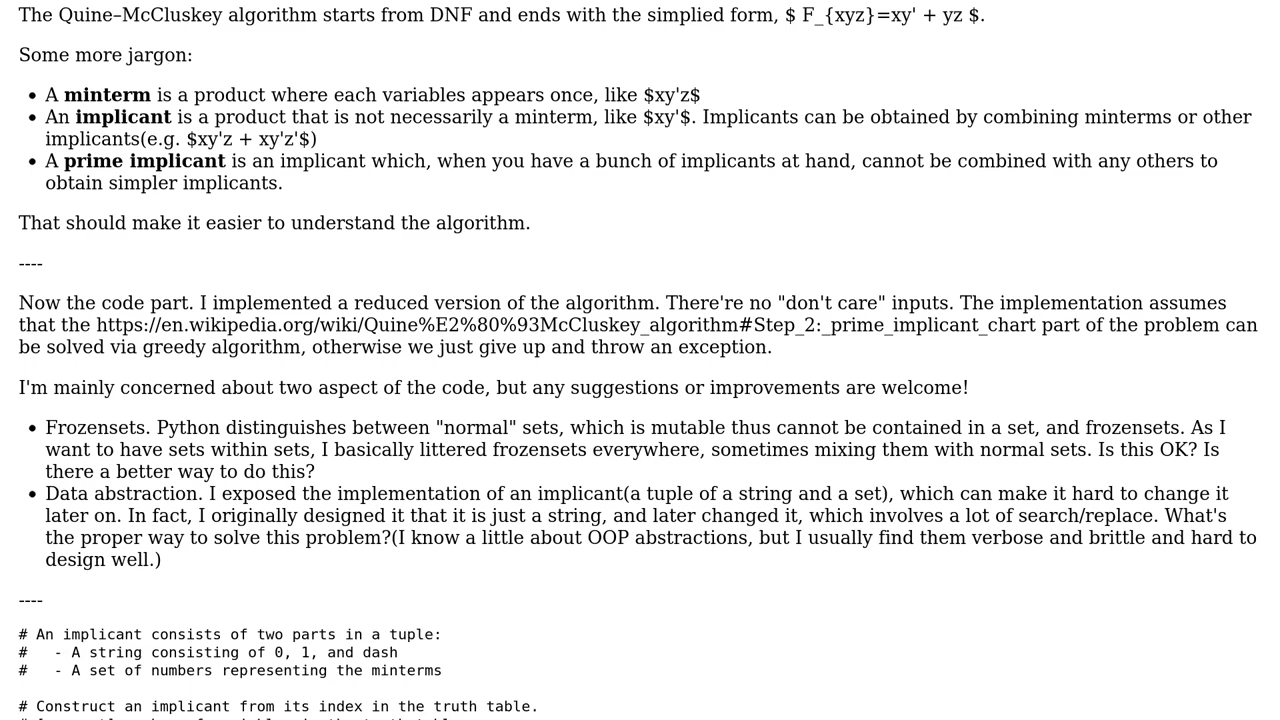 The Quine–McCluskey algorithm starts from DNF and ends with the simplied form, $ F_{xyz}=xy' + yz $.
Some more jargon:
• A minterm is a product where each variables appears once, like $xy'z$
• An implicant is a product that is not necessarily a minterm, like $xy'$. Implicants can be obtained by combining minterms or other
implicants(e.g. $xy'z + xy'z'$)
• A prime implicant is an implicant which, when you have a bunch of implicants at hand, cannot be combined with any others to
obtain simpler implicants.
That should make it easier to understand the algorithm.
----
Now the code part. I implemented a reduced version of the algorithm. There're no "don't care" inputs. The implementation assumes
that the https://en.wikipedia.org/wiki/Quine%E2%80%93McCluskey_algorithm#Step_2:_prime_implicant_chart part of the problem can
be solved via greedy algorithm, otherwise we just give up and throw an exception.
I'm mainly concerned about two aspect of the code, but any suggestions or improvements are welcome!
• Frozensets. Python distinguishes between "normal" sets, which is mutable thus cannot be contained in a set, and frozensets. As I
want to have sets within sets, I basically littered frozensets everywhere, sometimes mixing them with normal sets. Is this OK? Is
there a better way to do this?
• Data abstraction. I exposed the implementation of an implicant(a tuple of a string and a set), which can make it hard to change it
later on. In fact, I originally designed it that it is just a string, and later changed it, which involves a lot of search/replace. What's
the proper way to solve this problem?(I know a little about OOP abstractions, but I usually find them verbose and brittle and hard to
design well.)
----
# An implicant consists of two parts in a tuple:
#   - A string consisting of 0, 1, and dash
#   - A set of numbers representing the minterms
# Construct an implicant from its index in the truth table.